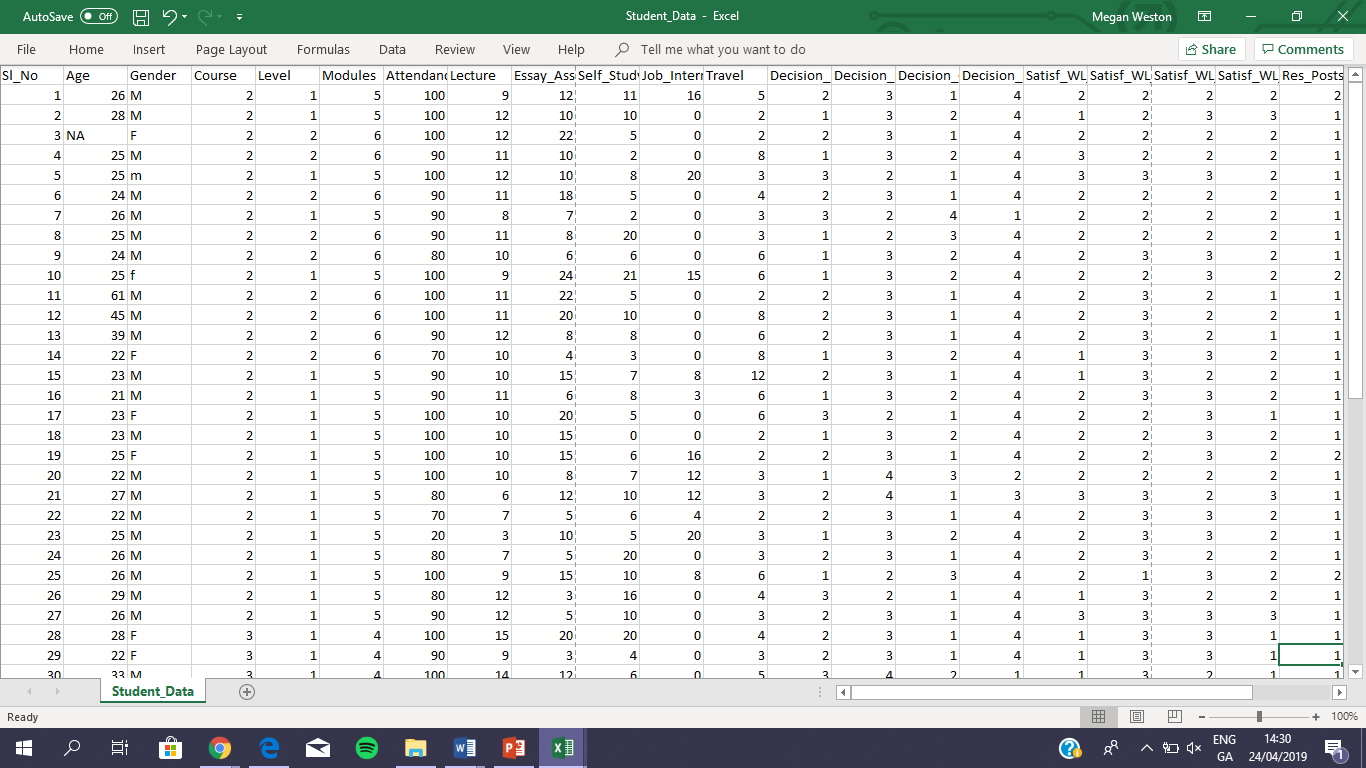 AutoSave Off Student_Data - Excel Megan Weston
File Home Insert Page Layout Formulas Data Review View Help Tell me what you want to do Share Comments
Sl_No Age Gender Course Level Modules Attendanc Lecture Essay_Ass Self_Study Job_Intern Travel Decision_ Decision_ Decision_ Decision_ Satisf_WL Satisf_WL Satisf_WL Satisf_WL Res_Posts
1 26 M 2 1 5 100 9 12 11 16 5 2 3 1 4 2 2 2 2 2
2 28 M 2 1 5 100 12 10 10 0 2 1 3 2 4 1 2 3 3 1
3 NA F 2 2 6 100 12 22 5 0 2 2 3 1 4 2 2 2 2 1
4 25 M 2 2 6 90 11 10 2 0 8 1 3 2 4 3 2 2 2 1
5 25 m 2 1 5 100 12 10 8 20 3 3 2 1 4 3 3 3 2 1
6 24 M 2 2 6 90 11 18 5 0 4 2 3 1 4 2 2 2 2 1
7 26 M 2 1 5 90 8 7 2 0 3 3 2 4 1 2 2 2 2 1
8 25 M 2 2 6 90 11 8 20 0 3 1 2 3 4 2 2 2 2 1
9 24 M 2 2 6 80 10 6 6 0 6 1 3 2 4 2 3 3 2 1
10 25 f 2 1 5 100 9 24 21 15 6 1 3 2 4 2 3 3 2 2
11 61 M 2 2 6 100 11 22 5 0 2 2 3 1 4 2 3 2 1 1
12 45 M 2 2 6 100 11 20 10 0 8 2 3 1 4 2 3 2 2 1
13 39 M 2 2 6 90 12 8 8 0 6 2 3 1 4 2 3 2 1 1
14 22 F 2 2 6 70 10 4 3 0 8 1 3 2 4 1 3 3 2 1
15 23 M 2 1 5 90 10 15 7 8 12 2 3 1 4 1 3 2 2 1
16 21 M 2 1 5 90 11 6 8 3 6 1 3 2 4 2 3 3 2 1
17 23 F 2 1 5 100 10 20 5 0 6 3 2 1 4 2 3 3 1 1
18 23 M 2 1 5 100 10 15 0 0 2 1 3 2 4 2 2 3 2 1
19 25 F 2 1 5 100 10 15 6 16 2 2 3 1 4 2 2 3 2 2
20 22 M 2 1 5 100 10 8 7 12 3 1 4 3 2 2 2 2 2 1
21 27 M 2 1 5 80 6 12 10 12 3 2 4 1 3 3 3 2 3 1
22 22 M 2 1 5 70 7 5 6 4 2 2 3 1 4 2 3 3 2 1
23 25 M 2 1 5 20 3 10 5 20 3 1 3 2 4 2 3 3 2 1
24 26 M 2 1 5 80 7 5 20 0 3 2 3 1 4 2 3 2 2 1
25 26 M 2 1 5 100 9 15 10 8 6 1 2 3 4 2 1 3 2 2
26 29 M 2 1 5 80 12 3 16 0 4 3 2 1 4 1 3 2 2 1
27 26 M 2 1 5 90 12 5 10 0 3 2 3 1 4 3 3 3 3 1
28 28 F 3 1 4 100 15 20 20 0 4 2 3 1 4 1 3 3 1 1
29 22 F 3 1 4 90 9 3 4 0 3 2 3 1 4 1 3 3 1 1
30 33 M 3 1 4 100 14 12 6 0 5 3 4 2 1 1 3 2 1 1
Student_Data
Ready 100%
ENG 14:30
GA 24/04/2019 1